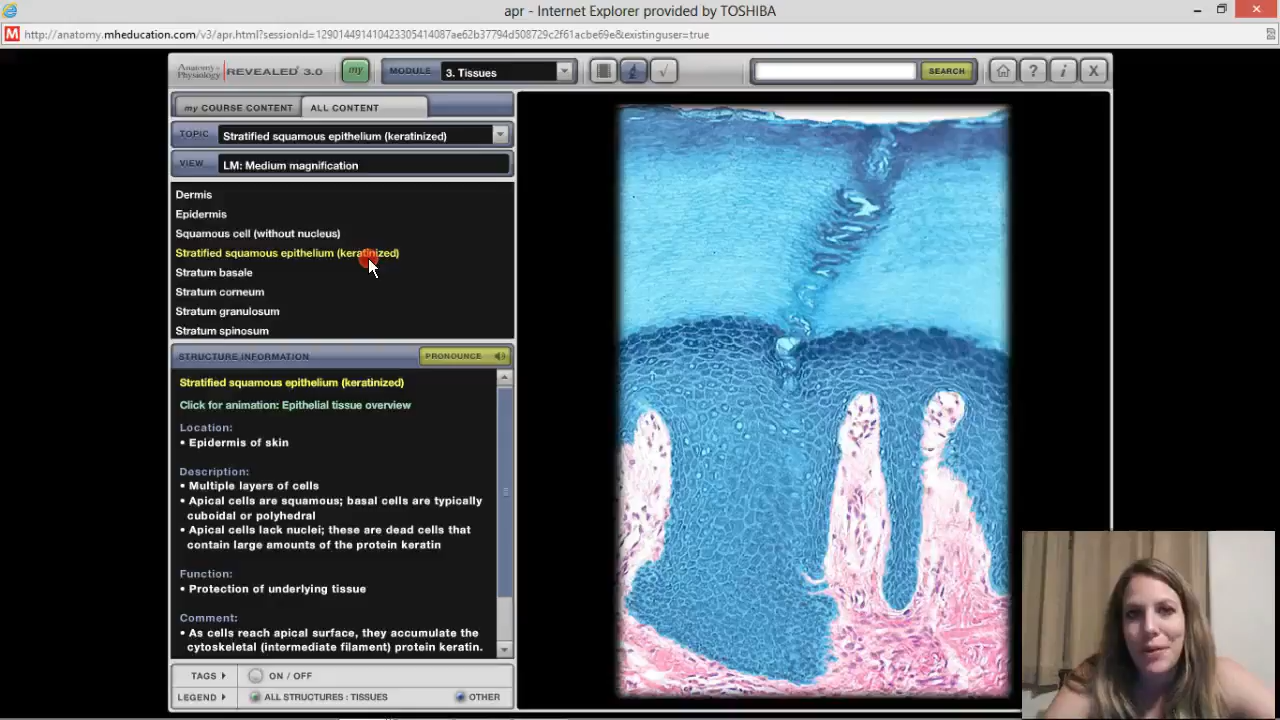 apr - Internet Explorer provided by TOSHIBA
http://anatomy.mheducation.com/v3/apr.html?sessionId=12901449141042330541408​7ae62b37794d508729c2f61acbe69e&existinguser=true
Anatomy & Physiology REVEALED 3.0 my MODULE 3. Tissues SEARCH ? i X
my COURSE CONTENT ALL CONTENT
TOPIC Stratified squamous epithelium (keratinized)
VIEW LM: Medium magnification
Dermis
Epidermis
Squamous cell (without nucleus)
Stratified squamous epithelium (keratinized)
Stratum basale
Stratum corneum
Stratum granulosum
Stratum spinosum
STRUCTURE INFORMATION PRONOUNCE
Stratified squamous epithelium (keratinized)
Click for animation: Epithelial tissue overview
Location:
• Epidermis of skin
Description:
• Multiple layers of cells
• Apical cells are squamous; basal cells are typically
cuboidal or polyhedral
• Apical cells lack nuclei; these are dead cells that
contain large amounts of the protein keratin
Function:
• Protection of underlying tissue
Comment:
• As cells reach apical surface, they accumulate the
cytoskeletal (intermediate filament) protein keratin.
TAGS ON / OFF
LEGEND ALL STRUCTURES : TISSUES OTHER